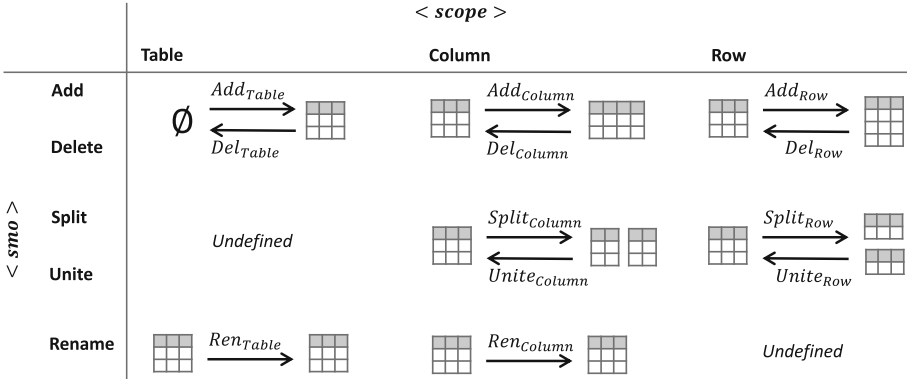 < scope >
Table Column Row
Add Add_Table Add_Column Add_Row
∅
Delete Del_Table Del_Column Del_Row
< smo >
Split Split_Column Split_Row
Undefined
Unite Unite_Column Unite_Row
Rename Ren_Table Ren_Column Undefined